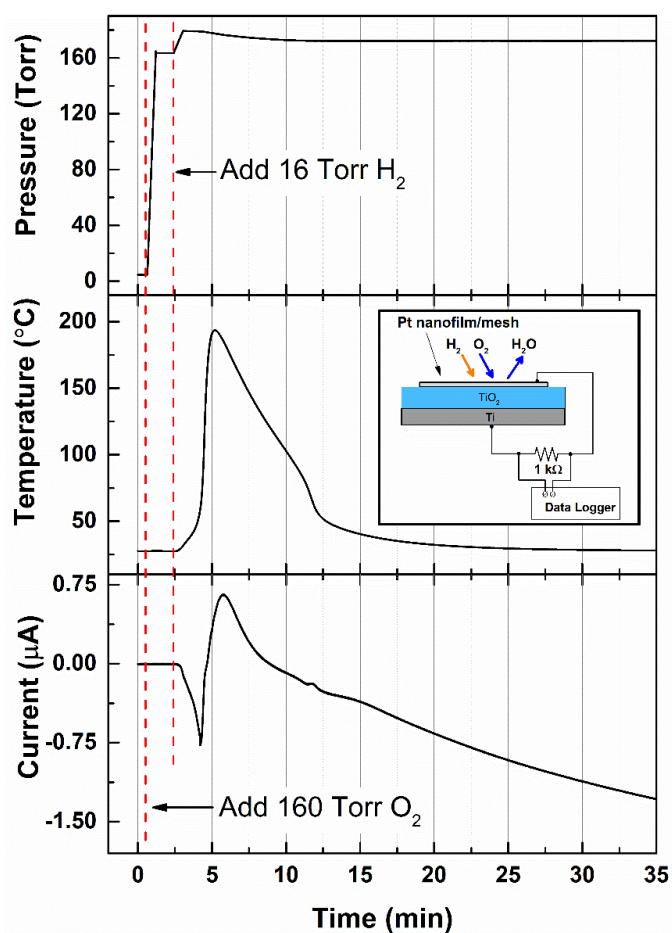 Pressure (Torr)
160
120
80
40
0
Add 16 Torr H₂
Temperature (°C)
200
150
100
50
Pt nanofilm/mesh
H₂ O₂ H₂O
TiO₂
Ti
1 kΩ
Data Logger
Current (µA)
0.75
0.00
-0.75
-1.50
Add 160 Torr O₂
0 5 10 15 20 25 30 35
Time (min)